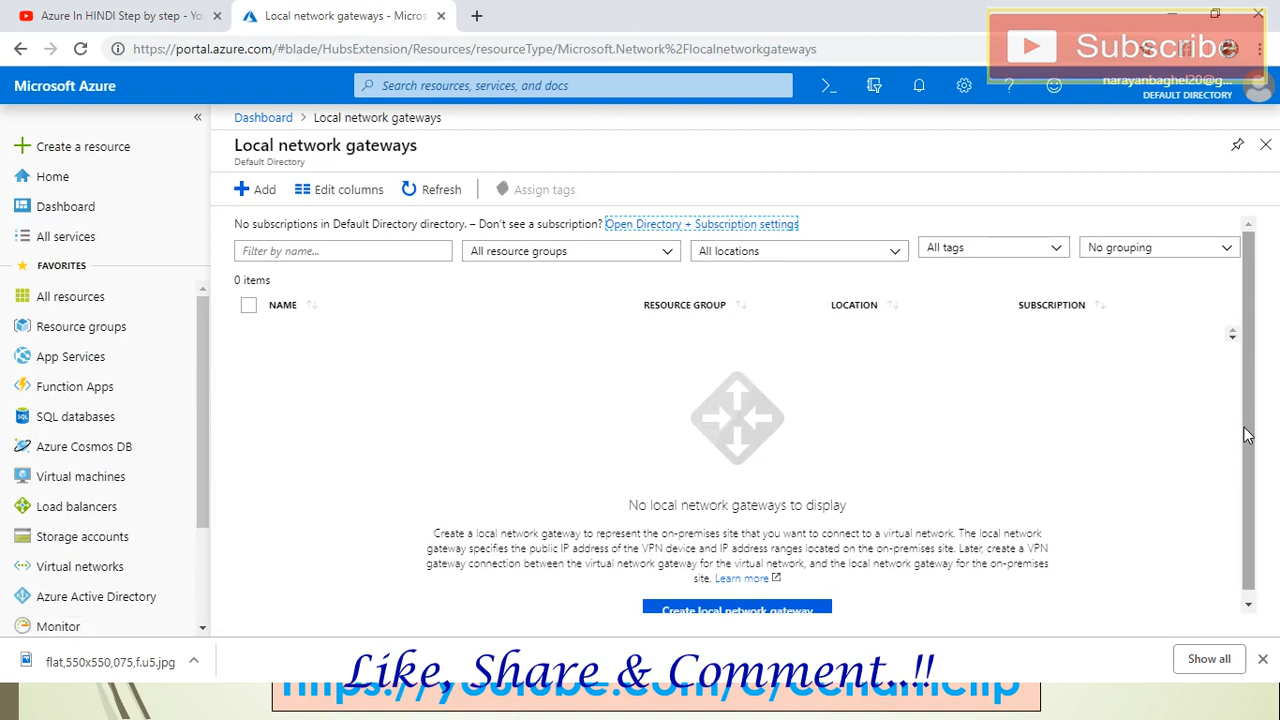 Azure In HINDI Step by step - Yo
Local network gateways - Micros
https://portal.azure.com/#blade/HubsExtension/Resources/resourceType/Microsoft.Network%2Flocalnetworkgateways
Subscribe
Microsoft Azure
Search resources, services, and docs
narayanbaghel20@g...
DEFAULT DIRECTORY
Dashboard > Local network gateways
Create a resource
Home
Dashboard
All services
FAVORITES
All resources
Resource groups
App Services
Function Apps
SQL databases
Azure Cosmos DB
Virtual machines
Load balancers
Storage accounts
Virtual networks
Azure Active Directory
Monitor
Local network gateways
Default Directory
Add Edit columns Refresh Assign tags
No subscriptions in Default Directory directory. – Don't see a subscription? Open Directory + Subscription settings
Filter by name... All resource groups All locations All tags No grouping
0 items
NAME RESOURCE GROUP LOCATION SUBSCRIPTION
No local network gateways to display
Create a local network gateway to represent the on-premises site that you want to connect to a virtual network. The local network
gateway specifies the public IP address of the VPN device and IP address ranges located on the on-premises site. Later, create a VPN
gateway connection between the virtual network gateway for the virtual network, and the local network gateway for the on-premises
site. Learn more
Create local network gateway
flat,550x550,075,f.u5.jpg
Show all
Like, Share & Comment..!!